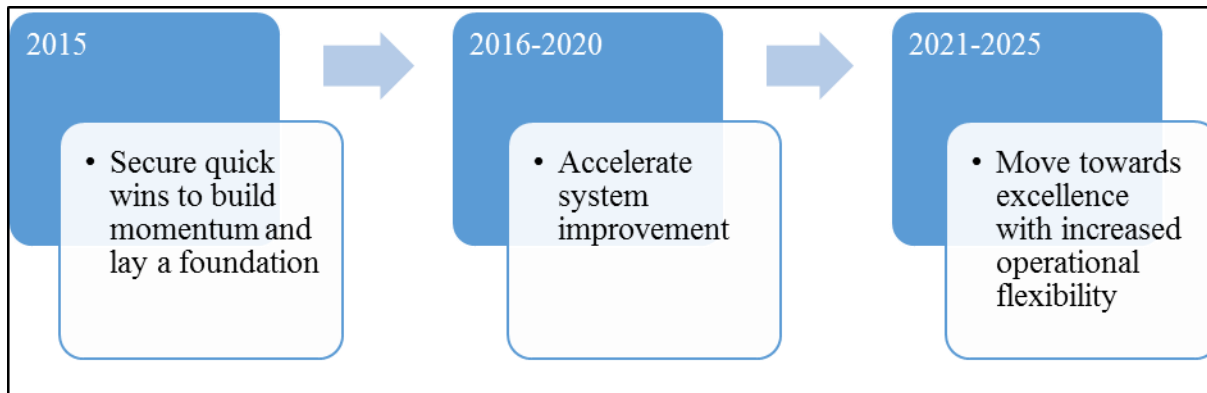 2015
• Secure quick
wins to build
momentum and
lay a foundation
2016-2020
• Accelerate
system
improvement
2021-2025
• Move towards
excellence
with increased
operational
flexibility